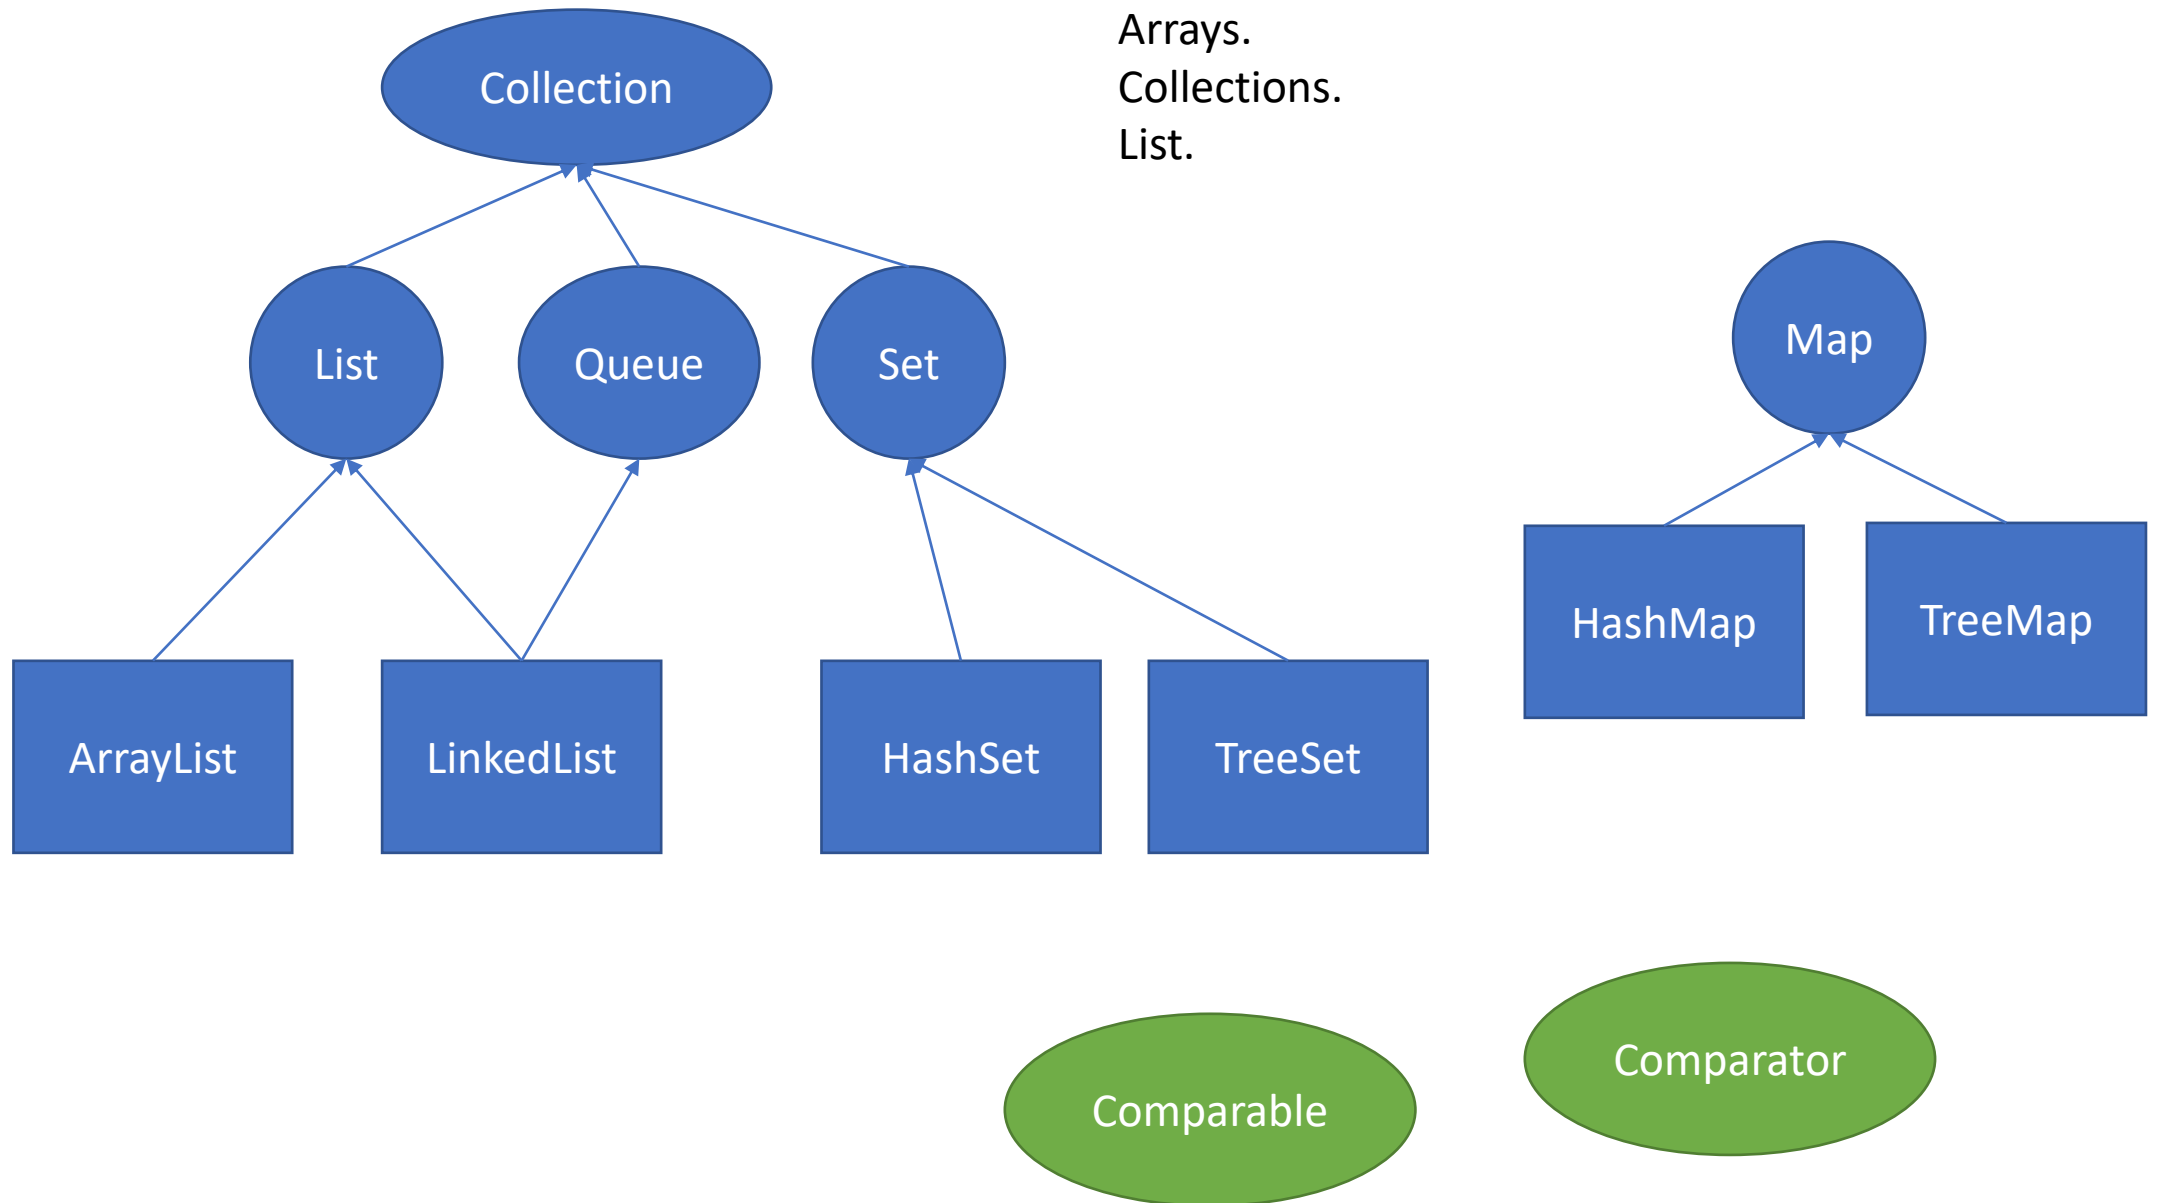 Collection
Arrays.
Collections.
List.
List
Queue
Set
Map
HashMap
TreeMap
ArrayList
LinkedList
HashSet
TreeSet
Comparable
Comparator